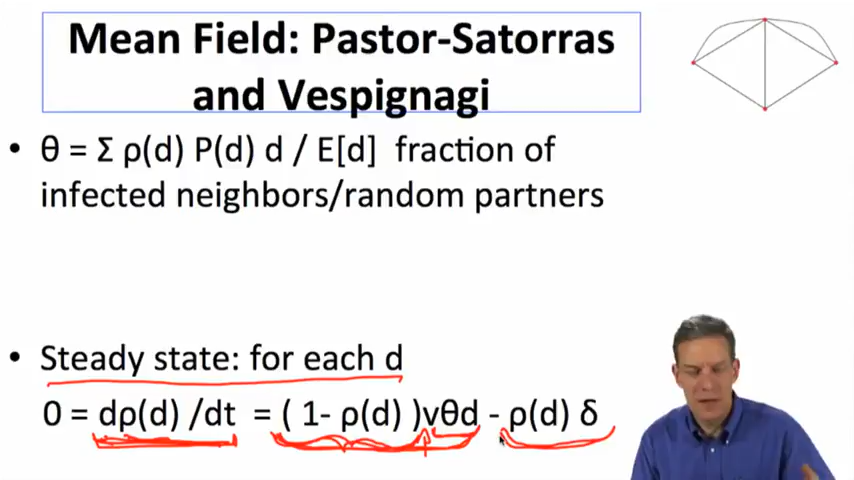 Mean Field: Pastor-Satorras
and Vespignagi
• θ = Σ ρ(d) P(d) d / E[d] fraction of
infected neighbors/random partners
• Steady state: for each d
0 = dρ(d) /dt = ( 1- ρ(d) )νθd - ρ(d) δ